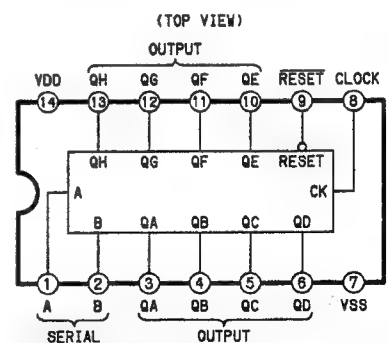 (TOP VIEW)
OUTPUT
VDD QH QG QF QE RESET CLOCK
14 13 12 11 10 9 8
QH QG QF QE RESET
A CK
B QA QB QC QD
1 2 3 4 5 6 7
A B QA QB QC QD VSS
SERIAL OUTPUT